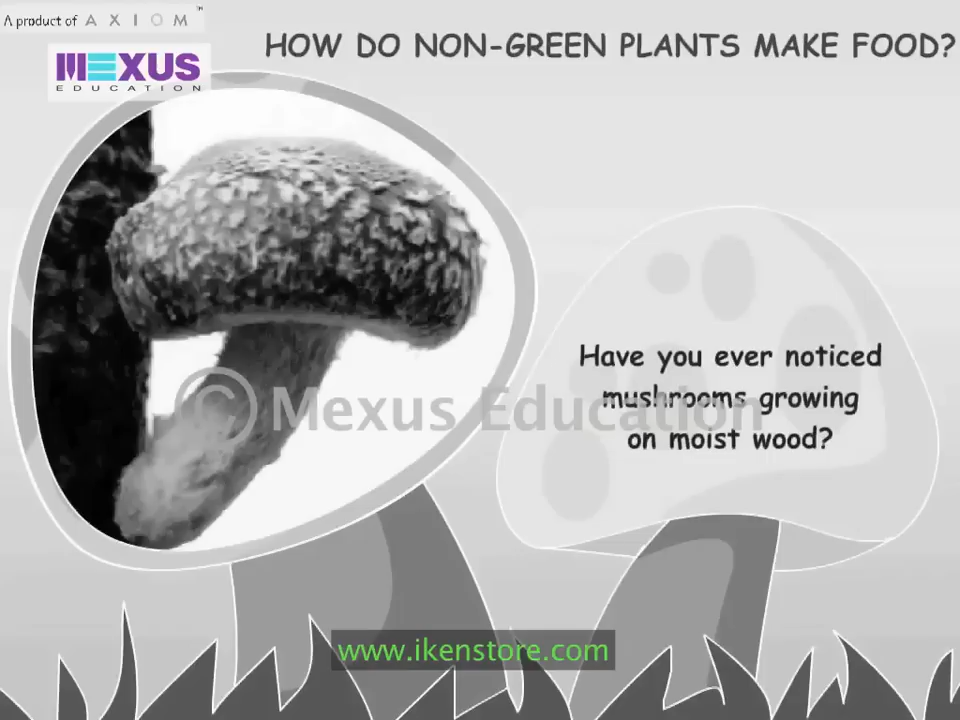 A product of AXIOM™
MEXUS
EDUCATION
HOW DO NON-GREEN PLANTS MAKE FOOD?
Have you ever noticed
mushrooms growing
on moist wood?
© Mexus Education
www.ikenstore.com